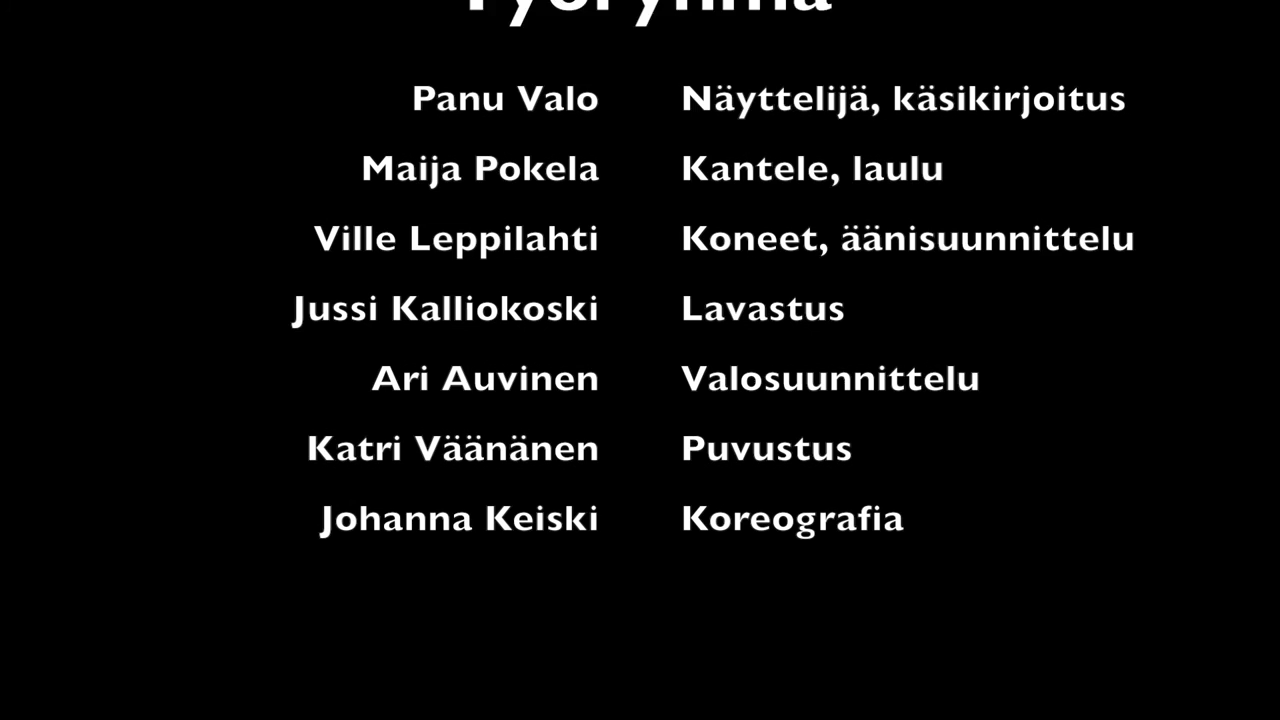 Työryhmä
Panu Valo Näyttelijä, käsikirjoitus
Maija Pokela Kantele, laulu
Ville Leppilahti Koneet, äänisuunnittelu
Jussi Kalliokoski Lavastus
Ari Auvinen Valosuunnittelu
Katri Väänänen Puvustus
Johanna Keiski Koreografia